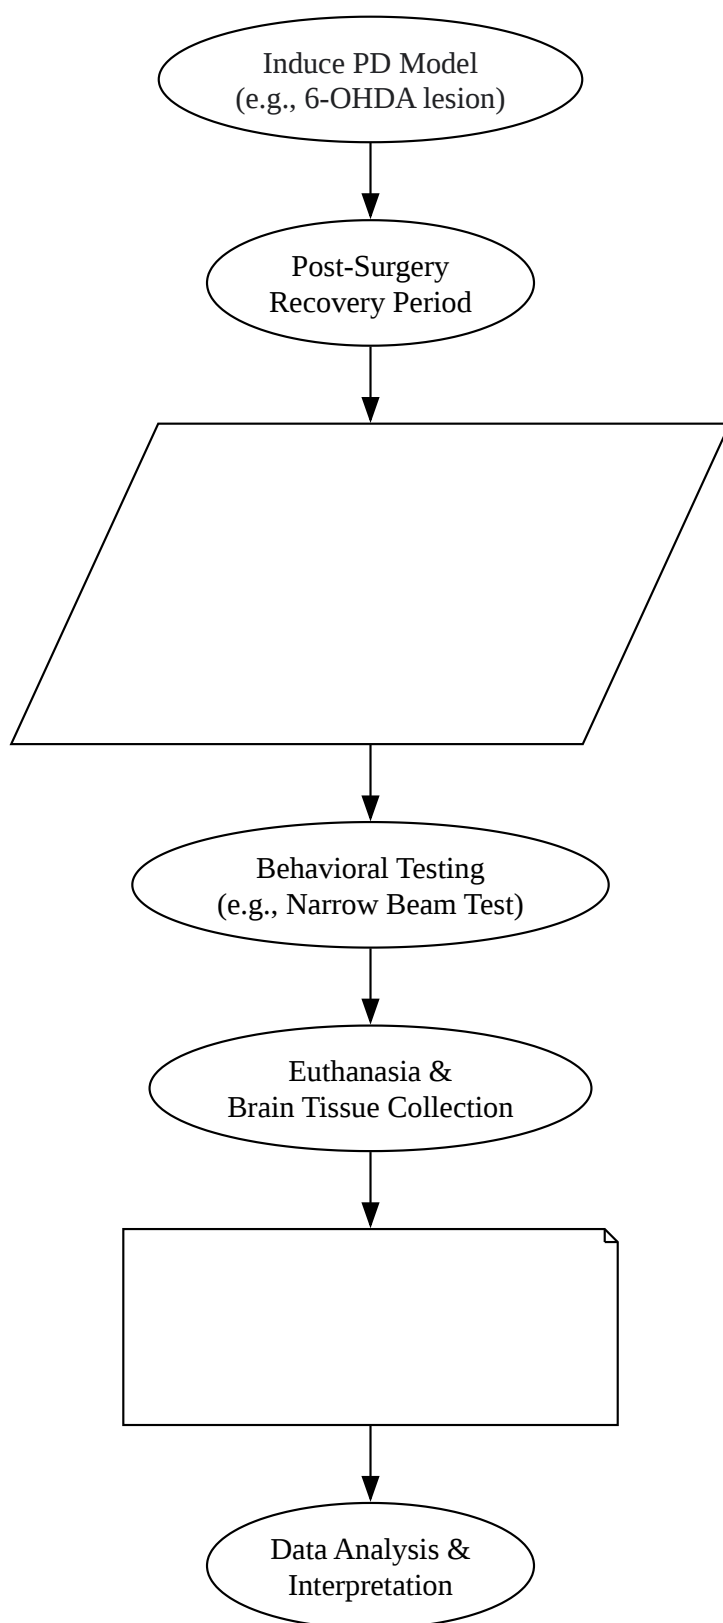 Induce PD Model
(e.g., 6-OHDA lesion)
Post-Surgery
Recovery Period
Behavioral Testing
(e.g., Narrow Beam Test)
Euthanasia &
Brain Tissue Collection
Data Analysis &
Interpretation